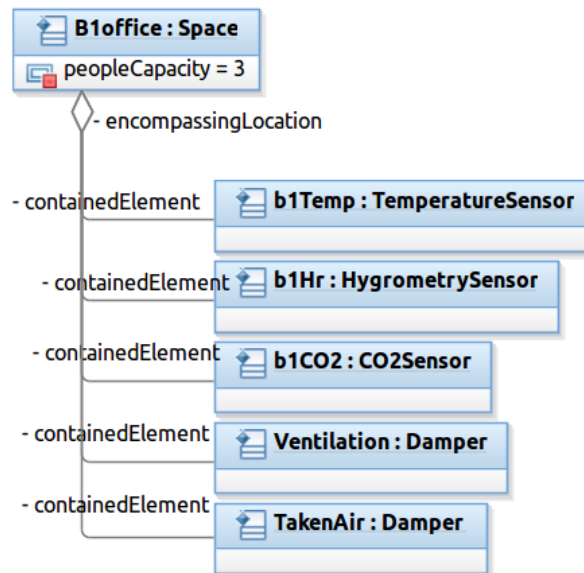 B1office : Space
peopleCapacity = 3
- encompassingLocation
- containedElement
b1Temp : TemperatureSensor
- containedElement
b1Hr : HygrometrySensor
- containedElement
b1CO2 : CO2Sensor
- containedElement
Ventilation : Damper
- containedElement
TakenAir : Damper